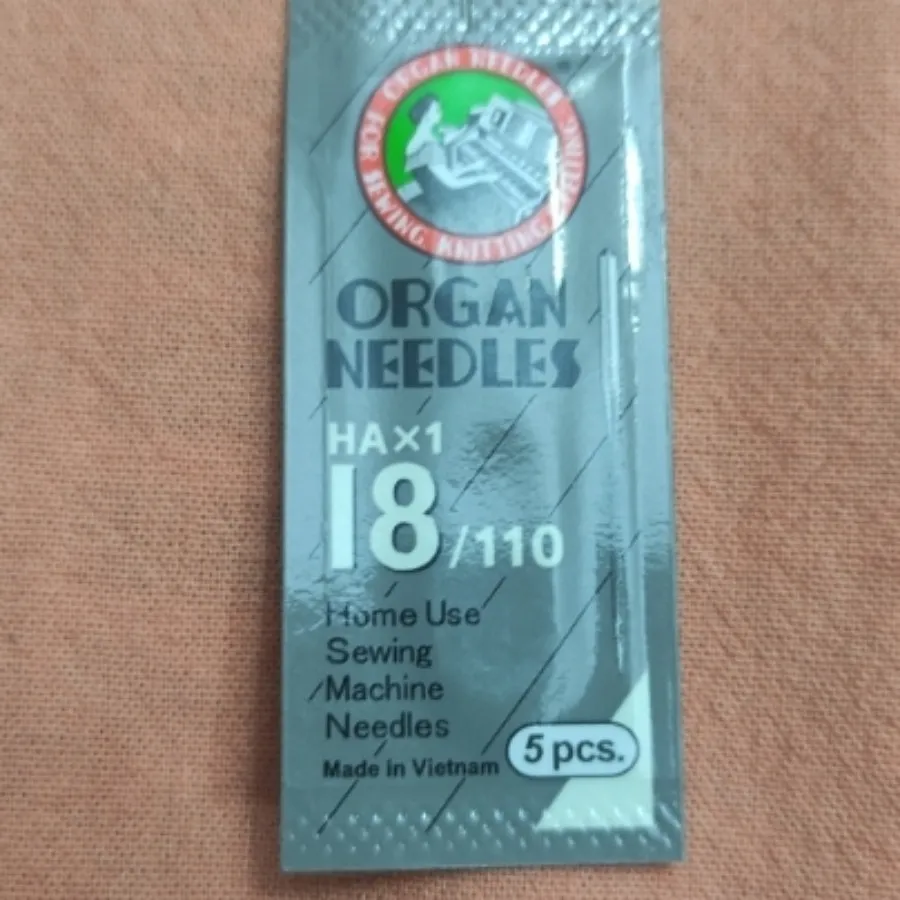 ORGAN NEEDLES
FOR SEWING KNITTING
ORGAN
NEEDLES
HA×1
18/110
Home Use
Sewing
Machine
Needles
Made in Vietnam
5 pcs.